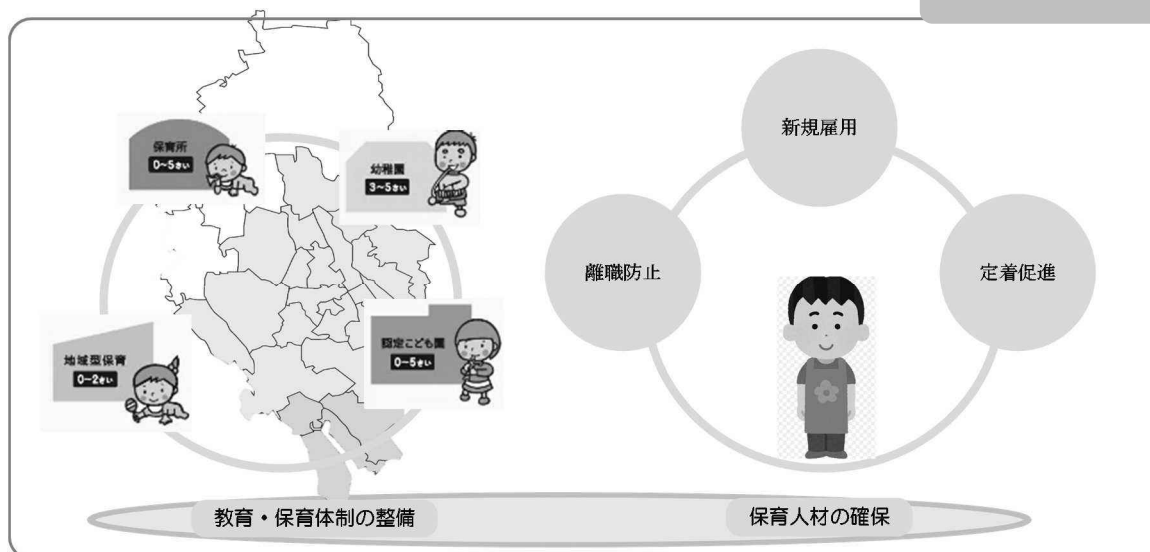 保育所
0~5さい
幼稚園
3~5さい
地域型保育
0~2さい
認定こども園
0~5さい
新規雇用
離職防止
定着促進
教育・保育体制の整備
保育人材の確保